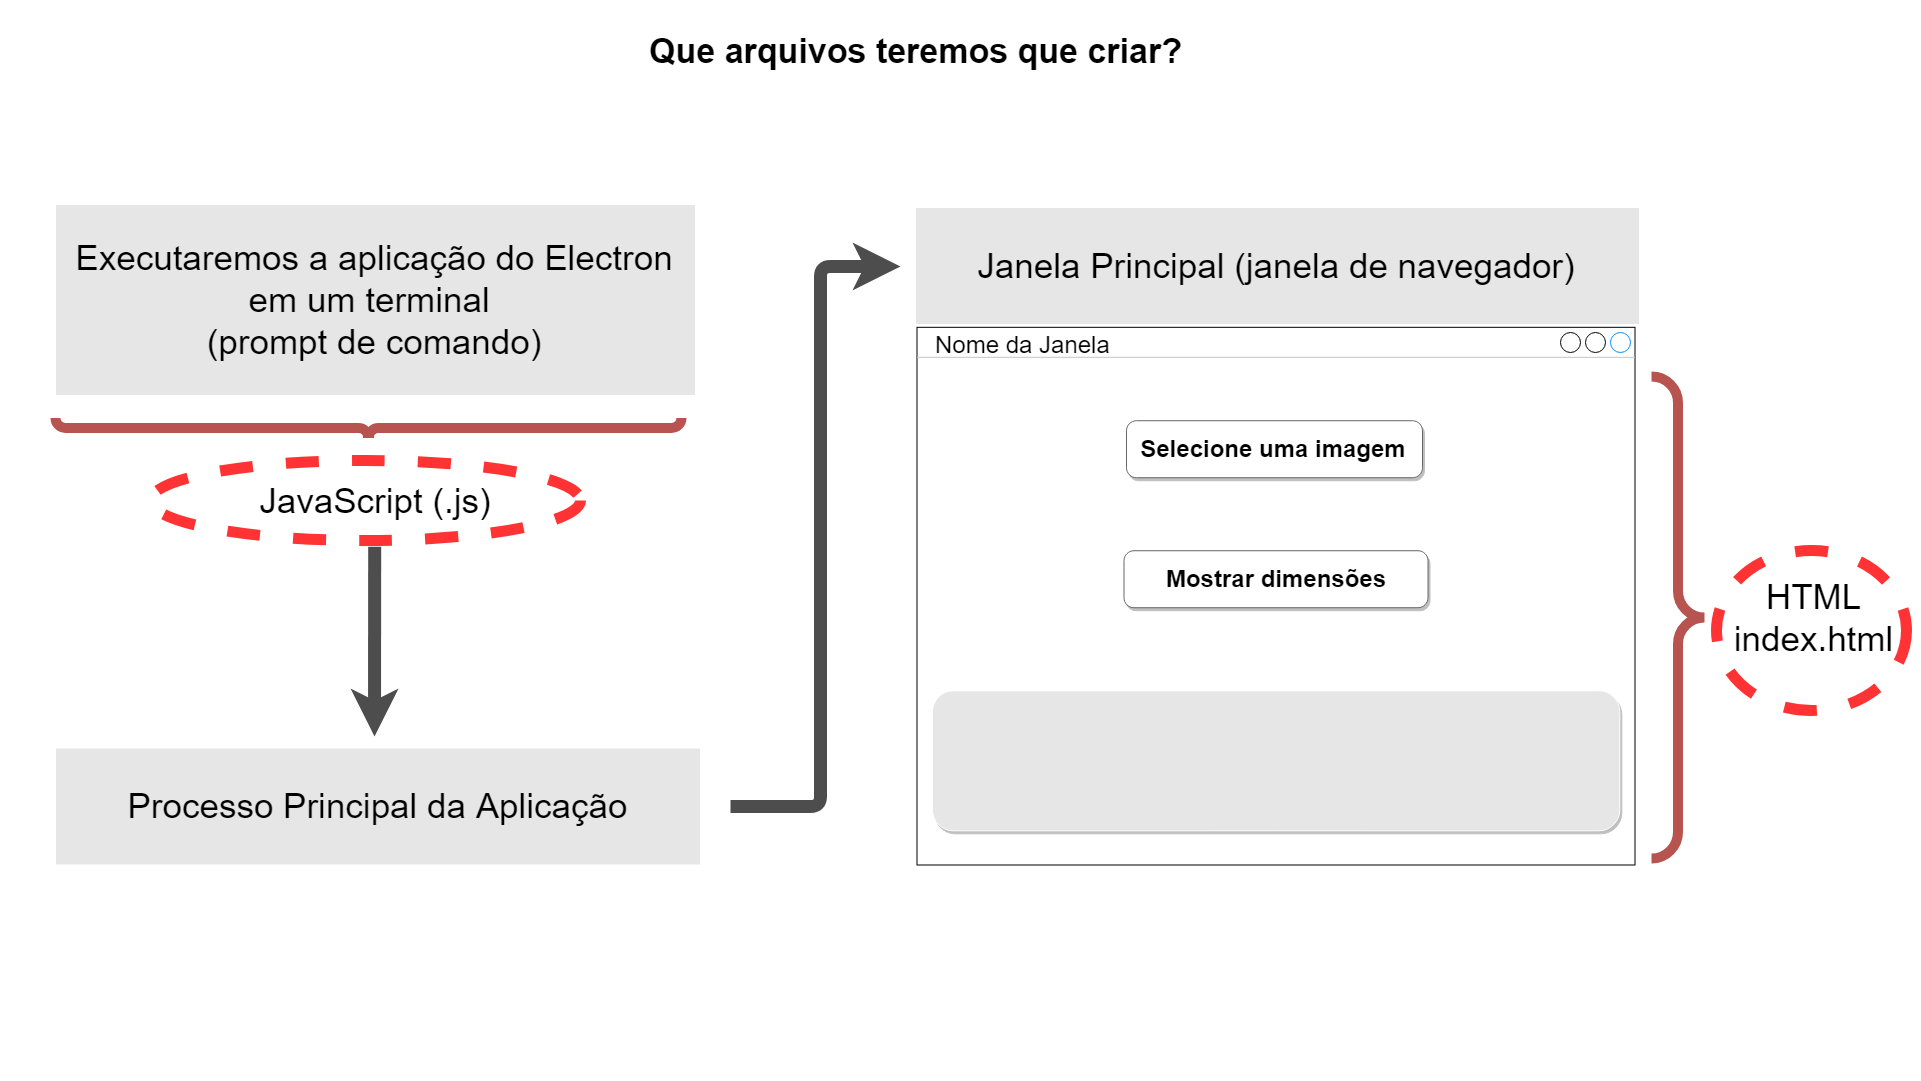 Que arquivos teremos que criar?
Executaremos a aplicação do Electron
em um terminal
(prompt de comando)
JavaScript (.js)
Processo Principal da Aplicação
Janela Principal (janela de navegador)
Nome da Janela
Selecione uma imagem
Mostrar dimensões
HTML
index.html